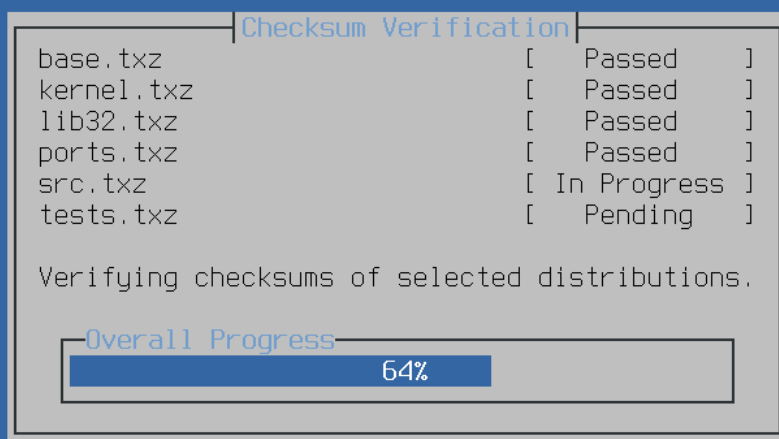 Checksum Verification
base.txz [ Passed ]
kernel.txz [ Passed ]
lib32.txz [ Passed ]
ports.txz [ Passed ]
src.txz [ In Progress ]
tests.txz [ Pending ]
Verifying checksums of selected distributions.
Overall Progress
64%